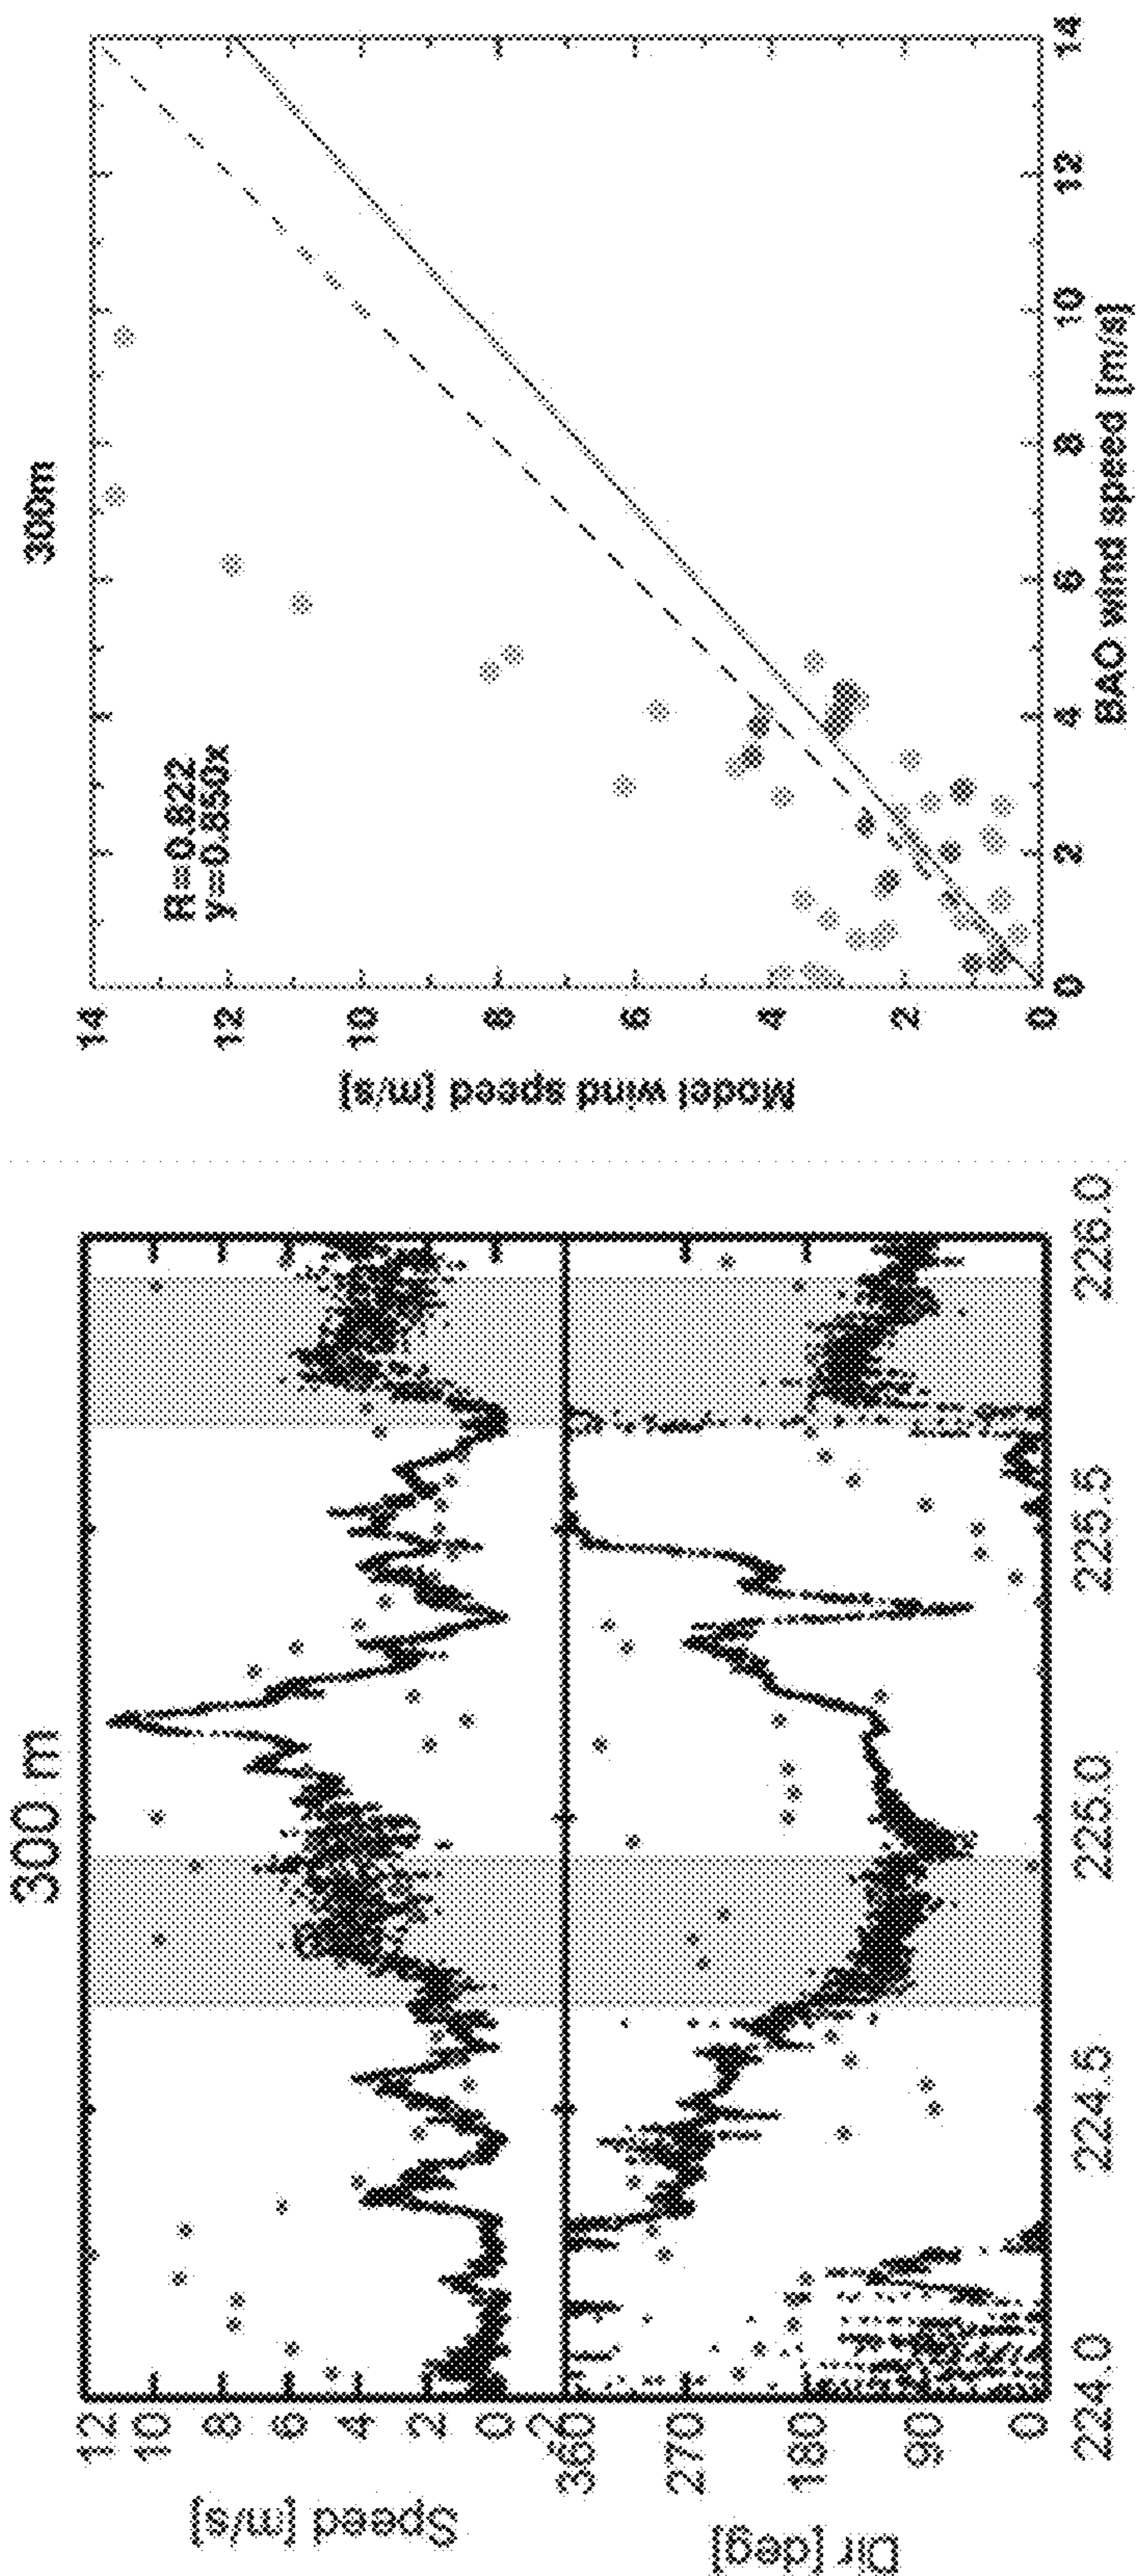 300 m
Speed [m/s]
12
10
8
6
4
2
0
-2
Dir [deg]
360
270
180
90
0
224.0 224.5 225.0 225.5 226.0
300m
R=0.822
y=0.850x
Model wind speed [m/s]
14
12
10
8
6
4
2
0
0 2 4 6 8 10 12 14
BAO wind speed [m/s]